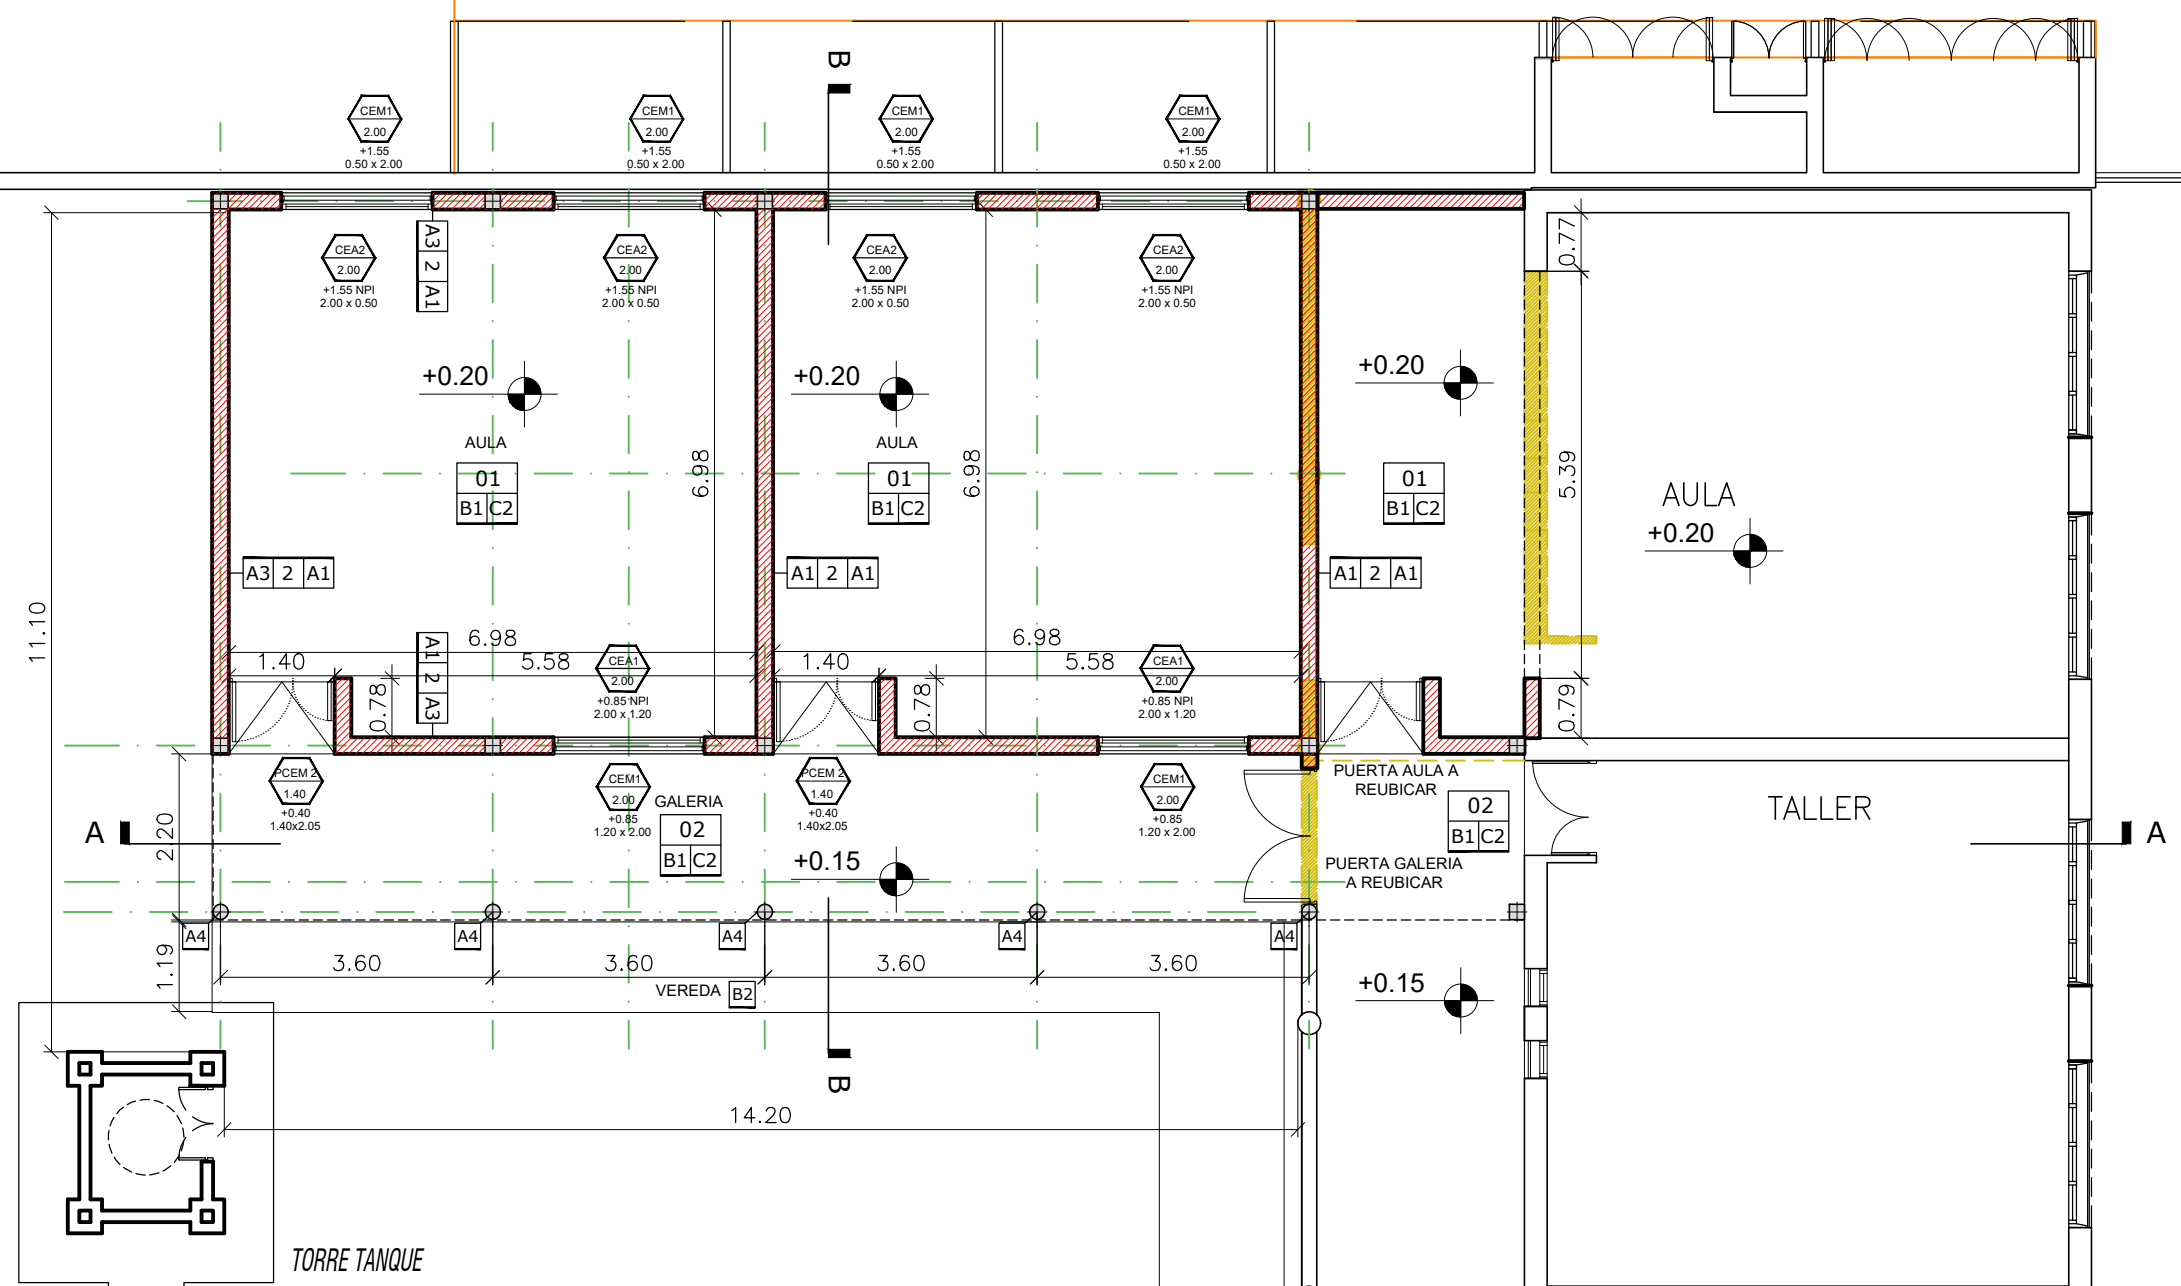 B
CEM1
2.00
+1.55
0.50 x 2.00
CEM1
2.00
+1.55
0.50 x 2.00
CEM1
2.00
+1.55
0.50 x 2.00
CEM1
2.00
+1.55
0.50 x 2.00
CEA2
2.00
+1.55 NPI
2.00 x 0.50
A3 2 A1
CEA2
2.00
+1.55 NPI
2.00 x 0.50
CEA2
2.00
+1.55 NPI
2.00 x 0.50
CEA2
2.00
+1.55 NPI
2.00 x 0.50
0.77
+0.20
+0.20
+0.20
AULA
01
B1 C2
6.98
AULA
01
B1 C2
6.98
01
B1 C2
5.39
AULA
+0.20
A3 2 A1
A1 2 A1
A1 2 A1
11.10
6.98
1.40
5.58
A1 2 A3
0.78
CEA1
2.00
+0.85 NPI
2.00 x 1.20
6.98
1.40
5.58
0.78
CEA1
2.00
+0.85 NPI
2.00 x 1.20
0.79
PCEM 2
1.40
+0.40
1.40x2.05
CEM1
2.00
+0.85
1.20 x 2.00
GALERIA
02
B1 C2
PCEM 2
1.40
+0.40
1.40x2.05
+0.15
CEM1
2.00
+0.85
1.20 x 2.00
PUERTA AULA A
REUBICAR
02
B1 C2
PUERTA GALERIA
A REUBICAR
TALLER
A
2.20
A
A4
A4
A4
A4
A4
1.19
3.60
3.60
3.60
3.60
VEREDA B2
+0.15
B
14.20
TORRE TANQUE